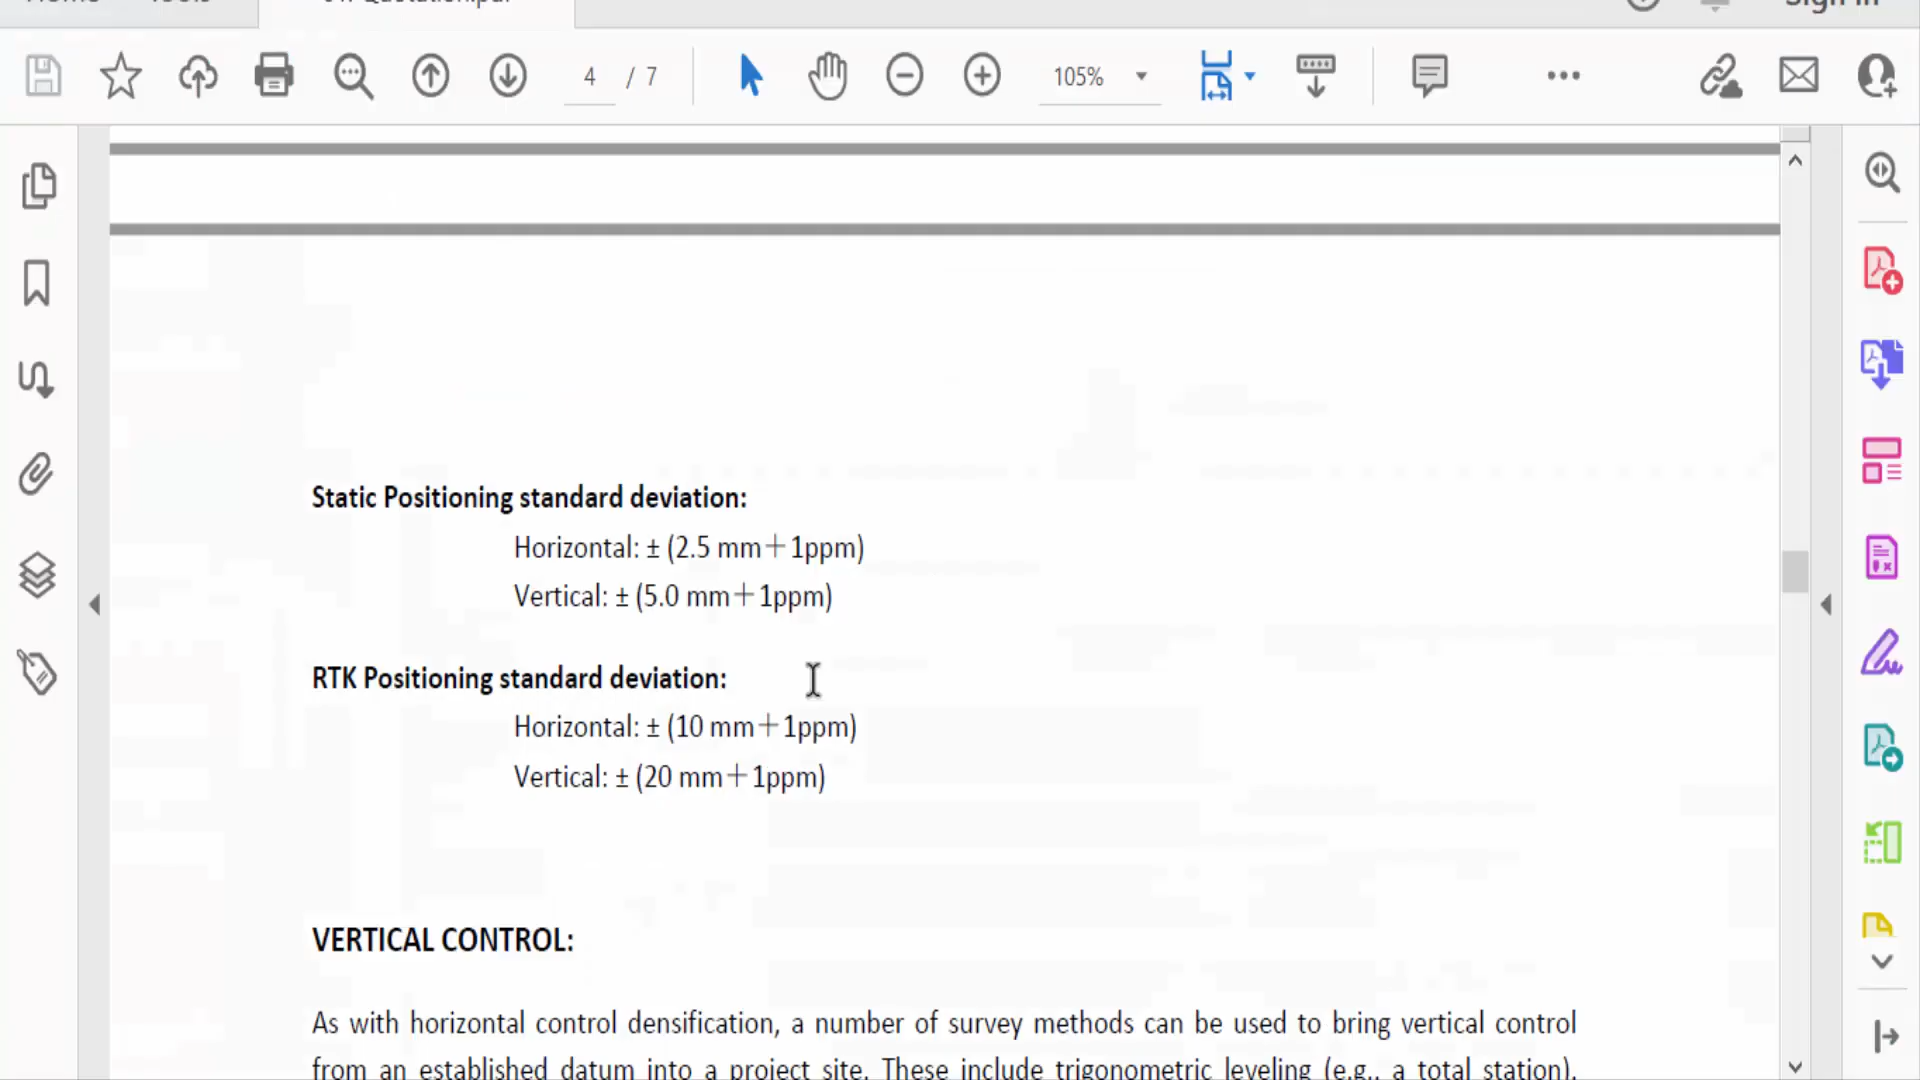 4 / 7
105%
Static Positioning standard deviation:
Horizontal: ± (2.5 mm＋1ppm)
Vertical: ± (5.0 mm＋1ppm)
RTK Positioning standard deviation:
Horizontal: ± (10 mm＋1ppm)
Vertical: ± (20 mm＋1ppm)
VERTICAL CONTROL:
As with horizontal control densification, a number of survey methods can be used to bring vertical control
from an established datum into a project site. These include trigonometric leveling (e.g., a total station),